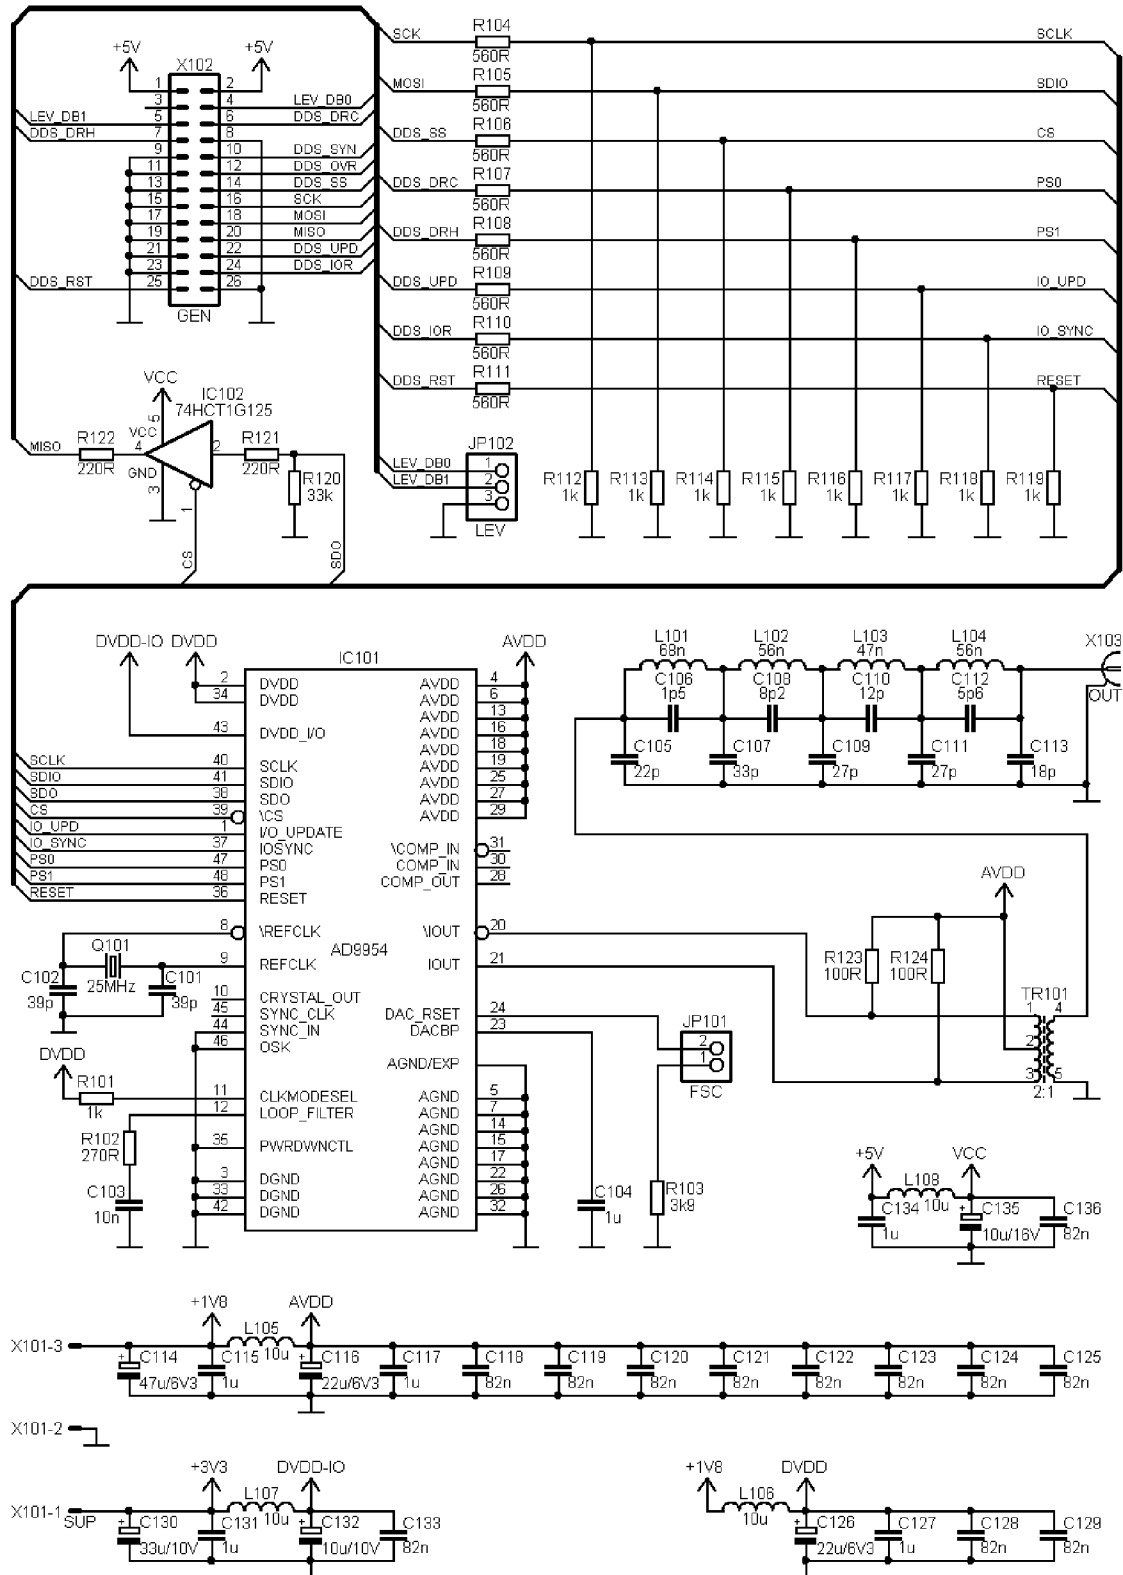 SCK R104 560R SCLK
MOSI R105 560R SDIO
DDS_SS R106 560R CS
DDS_DRC R107 560R PS0
DDS_DRH R108 560R PS1
DDS_UPD R109 560R IO_UPD
DDS_IOR R110 560R IO_SYNC
DDS_RST R111 560R RESET
+5V +5V
X102
1 2
3 4 LEV_DB0
LEV_DB1 5 6 DDS_DRC
DDS_DRH 7 8
9 10 DDS_SYN
11 12 DDS_OVR
13 14 DDS_SS
15 16 SCK
17 18 MOSI
19 20 MISO
21 22 DDS_UPD
23 24 DDS_IOR
DDS_RST 25 26
GEN
VCC
IC102
74HCT1G125
5
VCC
MISO R122 220R 4 2 R121 220R
GND
3
1
R120 33k
CS SDO
JP102
LEV_DB0 1
LEV_DB1 2
3
LEV
R112 1k R113 1k R114 1k R115 1k R116 1k R117 1k R118 1k R119 1k
DVDD-IO DVDD AVDD
IC101
2 DVDD AVDD 4
34 DVDD AVDD 6
AVDD 13
43 DVDD_I/O AVDD 16
AVDD 18
40 SCLK AVDD 19
41 SDIO AVDD 25
38 SDO AVDD 27
39 \CS AVDD 29
1 I/O_UPDATE
37 IOSYNC \COMP_IN 31
47 PS0 COMP_IN 30
48 PS1 COMP_OUT 28
36 RESET
8 \REFCLK \IOUT 20
AD9954
9 REFCLK IOUT 21
10 CRYSTAL_OUT
45 SYNC_CLK DAC_RSET 24
44 SYNC_IN DACBP 23
46 OSK
AGND/EXP
11 CLKMODESEL AGND 5
12 LOOP_FILTER AGND 7
AGND 14
35 PWRDWNCTL AGND 15
AGND 17
3 DGND AGND 22
33 DGND AGND 26
42 DGND AGND 32
SCLK
SDIO
SDO
CS
IO_UPD
IO_SYNC
PS0
PS1
RESET
Q101
25MHz
C102 39p
C101 39p
DVDD
R101
1k
R102
270R
C103
10n
L101 68n L102 56n L103 47n L104 56n
X103
OUT
C106 1p5 C108 8p2 C110 12p C112 5p6
C105 22p C107 33p C109 27p C111 27p C113 18p
AVDD
R123 100R R124 100R
TR101
1 4
2
3 5
2:1
JP101
2
1
FSC
C104 1u
R103 3k9
+5V VCC
L108
10u
C134 1u C135 10u/16V C136 82n
+
+1V8 AVDD
X101-3
L105
10u
+ +
C114 47u/6V3 C115 1u C116 22u/6V3 C117 1u C118 82n C119 82n C120 82n C121 82n C122 82n C123 82n C124 82n C125 82n
X101-2
+3V3 DVDD-IO
X101-1
SUP
L107
10u
+ +
C130 33u/10V C131 1u C132 10u/10V C133 82n
+1V8 DVDD
L106
10u
+
C126 22u/6V3 C127 1u C128 82n C129 82n